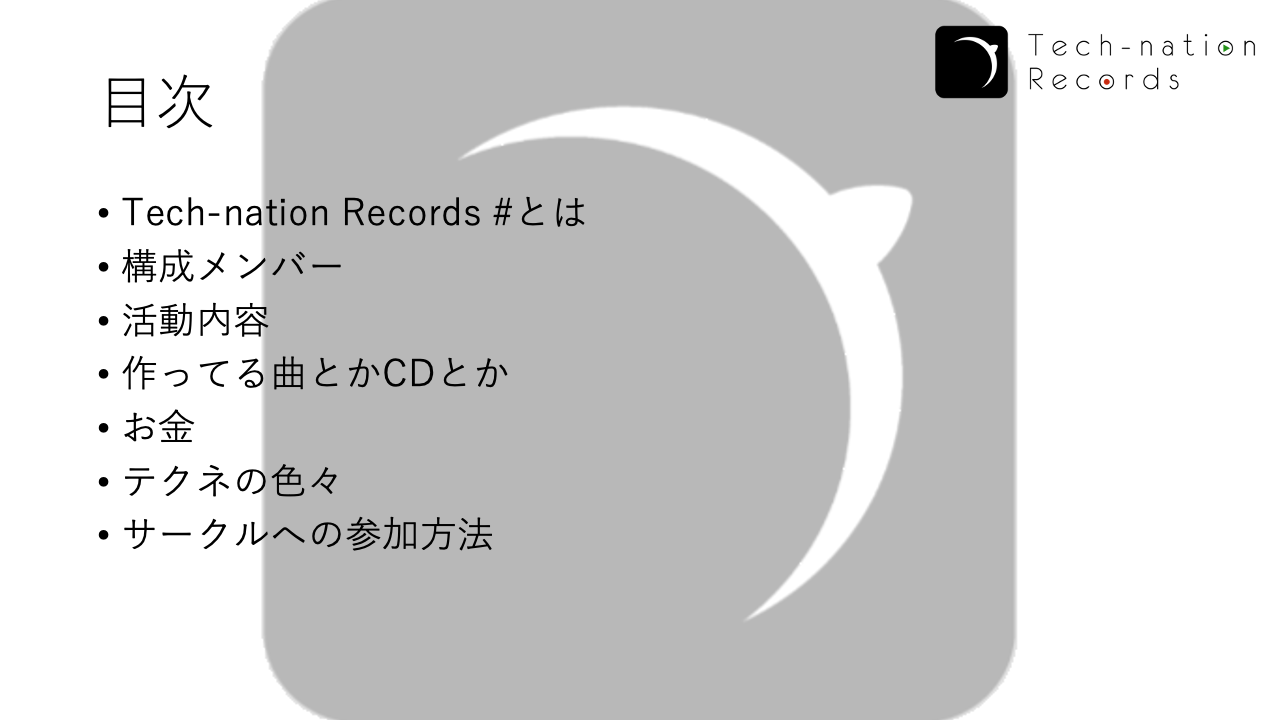 Tech-nation
Records
目次
• Tech-nation Records #とは
• 構成メンバー
• 活動内容
• 作ってる曲とかCDとか
• お金
• テクネの色々
• サークルへの参加方法